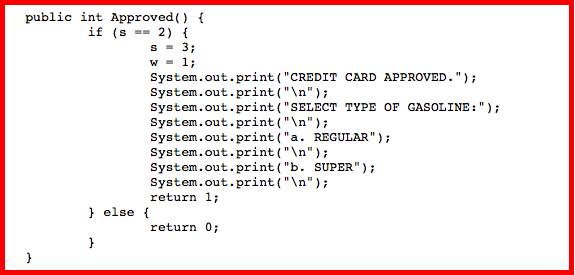 public int Approved() {
if (s == 2) {
s = 3;
w = 1;
System.out.print("CREDIT CARD APPROVED.");
System.out.print("\n");
System.out.print("SELECT TYPE OF GASOLINE:");
System.out.print("\n");
System.out.print("a. REGULAR");
System.out.print("\n");
System.out.print("b. SUPER");
System.out.print("\n");
return 1;
} else {
return 0;
}
}